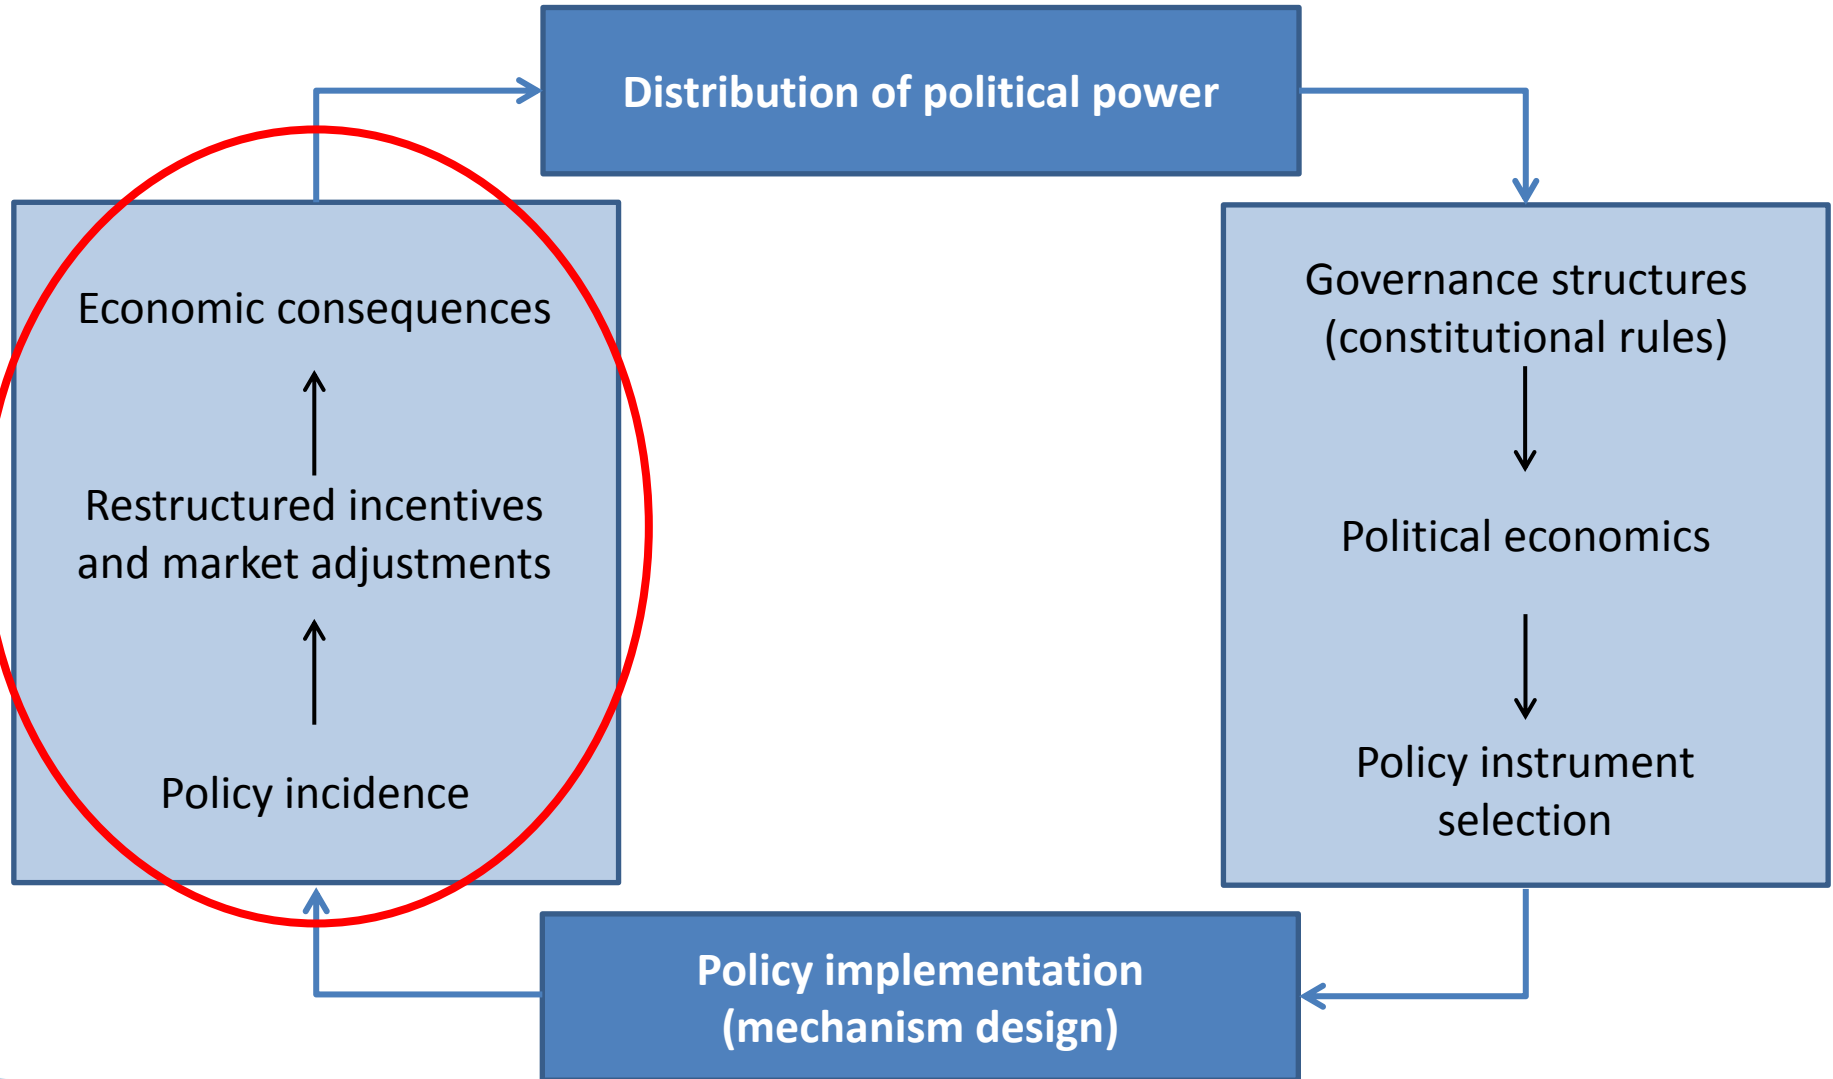 Distribution of political power
Economic consequences
Restructured incentives
and market adjustments
Policy incidence
Governance structures
(constitutional rules)
Political economics
Policy instrument
selection
Policy implementation
(mechanism design)